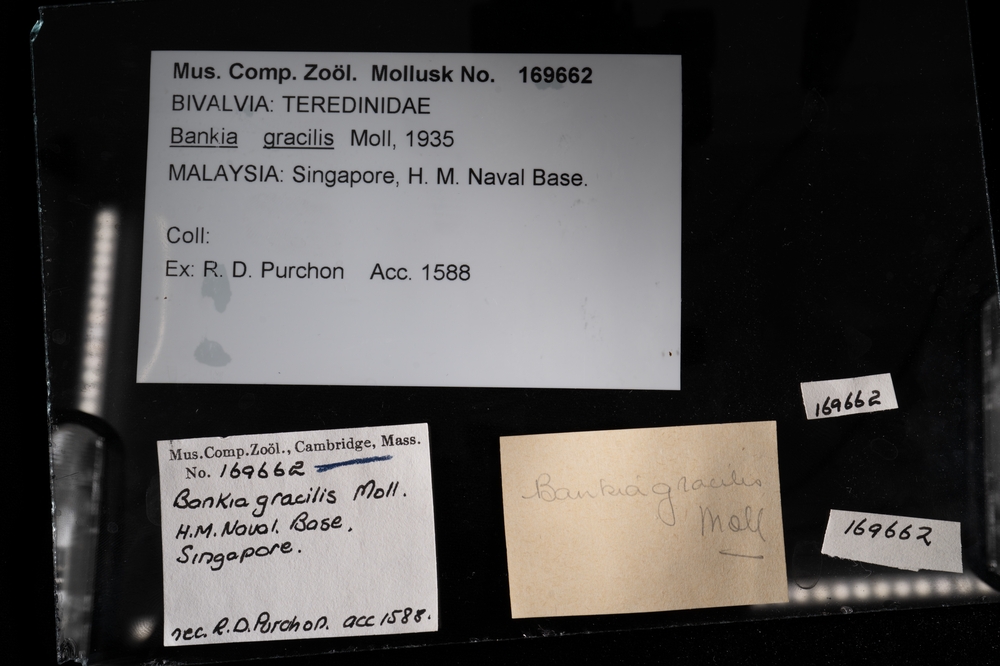 Mus. Comp. Zoöl. Mollusk No. 169662
BIVALVIA: TEREDINIDAE
Bankia gracilis Moll, 1935
MALAYSIA: Singapore, H. M. Naval Base.
Coll:
Ex: R. D. Purchon Acc. 1588
169662
Mus.Comp.Zoöl., Cambridge, Mass.
No. 169662
Bankia gracilis Moll.
H.M. Naval. Base,
Singapore.
rec. R.D. Purchon. acc 1588.
Bankia gracilis
Moll
169662